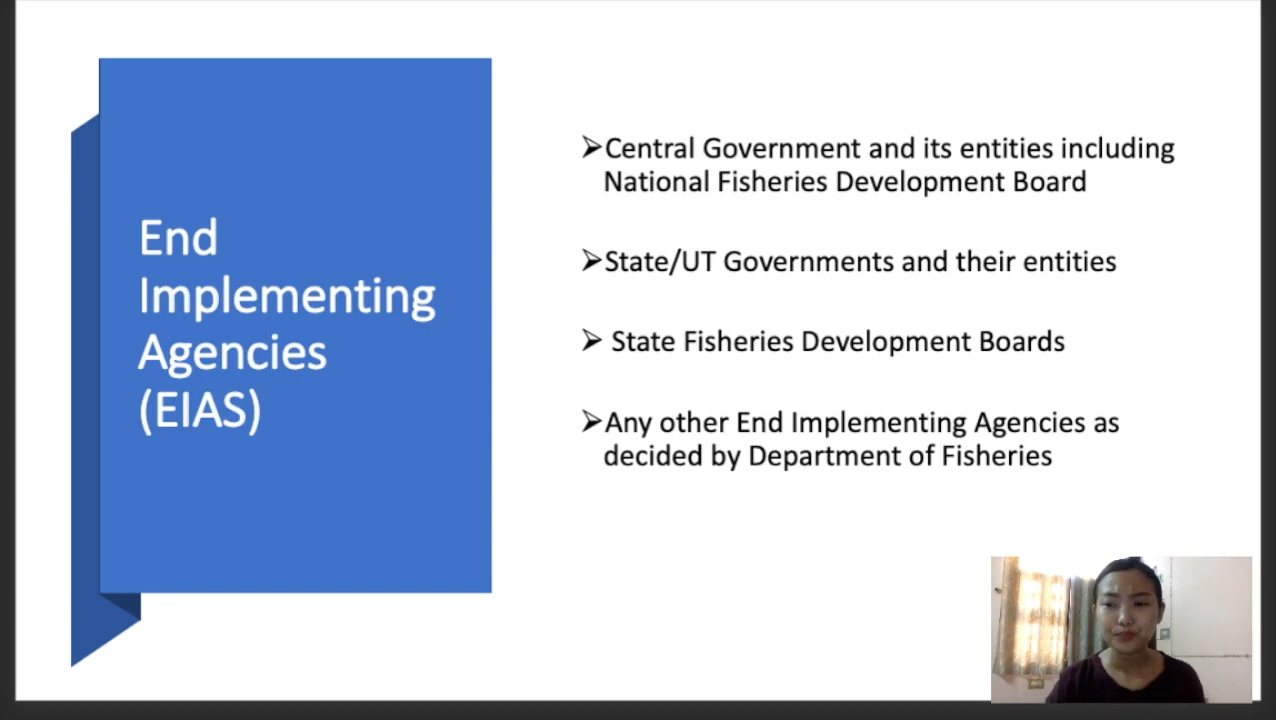 End
Implementing
Agencies
(EIAS)
➢Central Government and its entities including
National Fisheries Development Board
➢State/UT Governments and their entities
➢ State Fisheries Development Boards
➢Any other End Implementing Agencies as
decided by Department of Fisheries